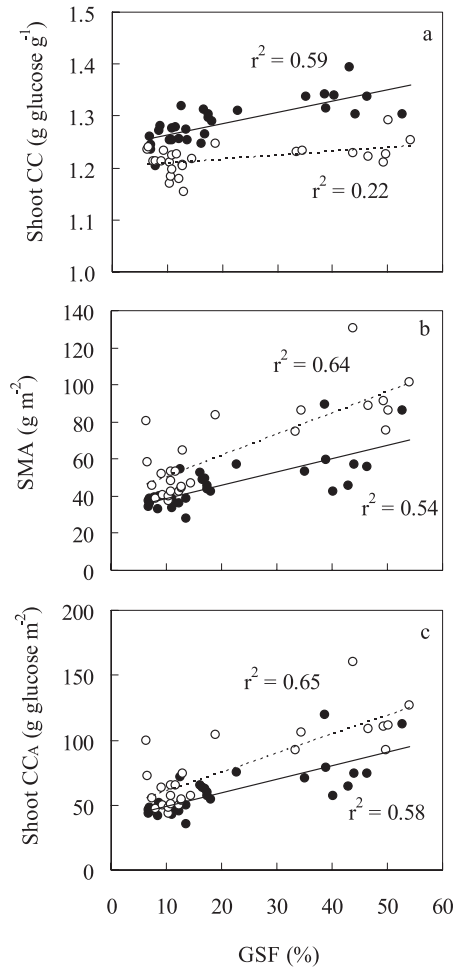 1.5
a
1.4
r² = 0.59
1.3
1.2
r² = 0.22
1.1
1.0
Shoot CC (g glucose g⁻¹)
140
b
120
r² = 0.64
100
80
60
r² = 0.54
40
20
0
SMA (g m⁻²)
200
c
150
r² = 0.65
100
50
r² = 0.58
0
Shoot CCA (g glucose m⁻²)
0 10 20 30 40 50 60
GSF (%)